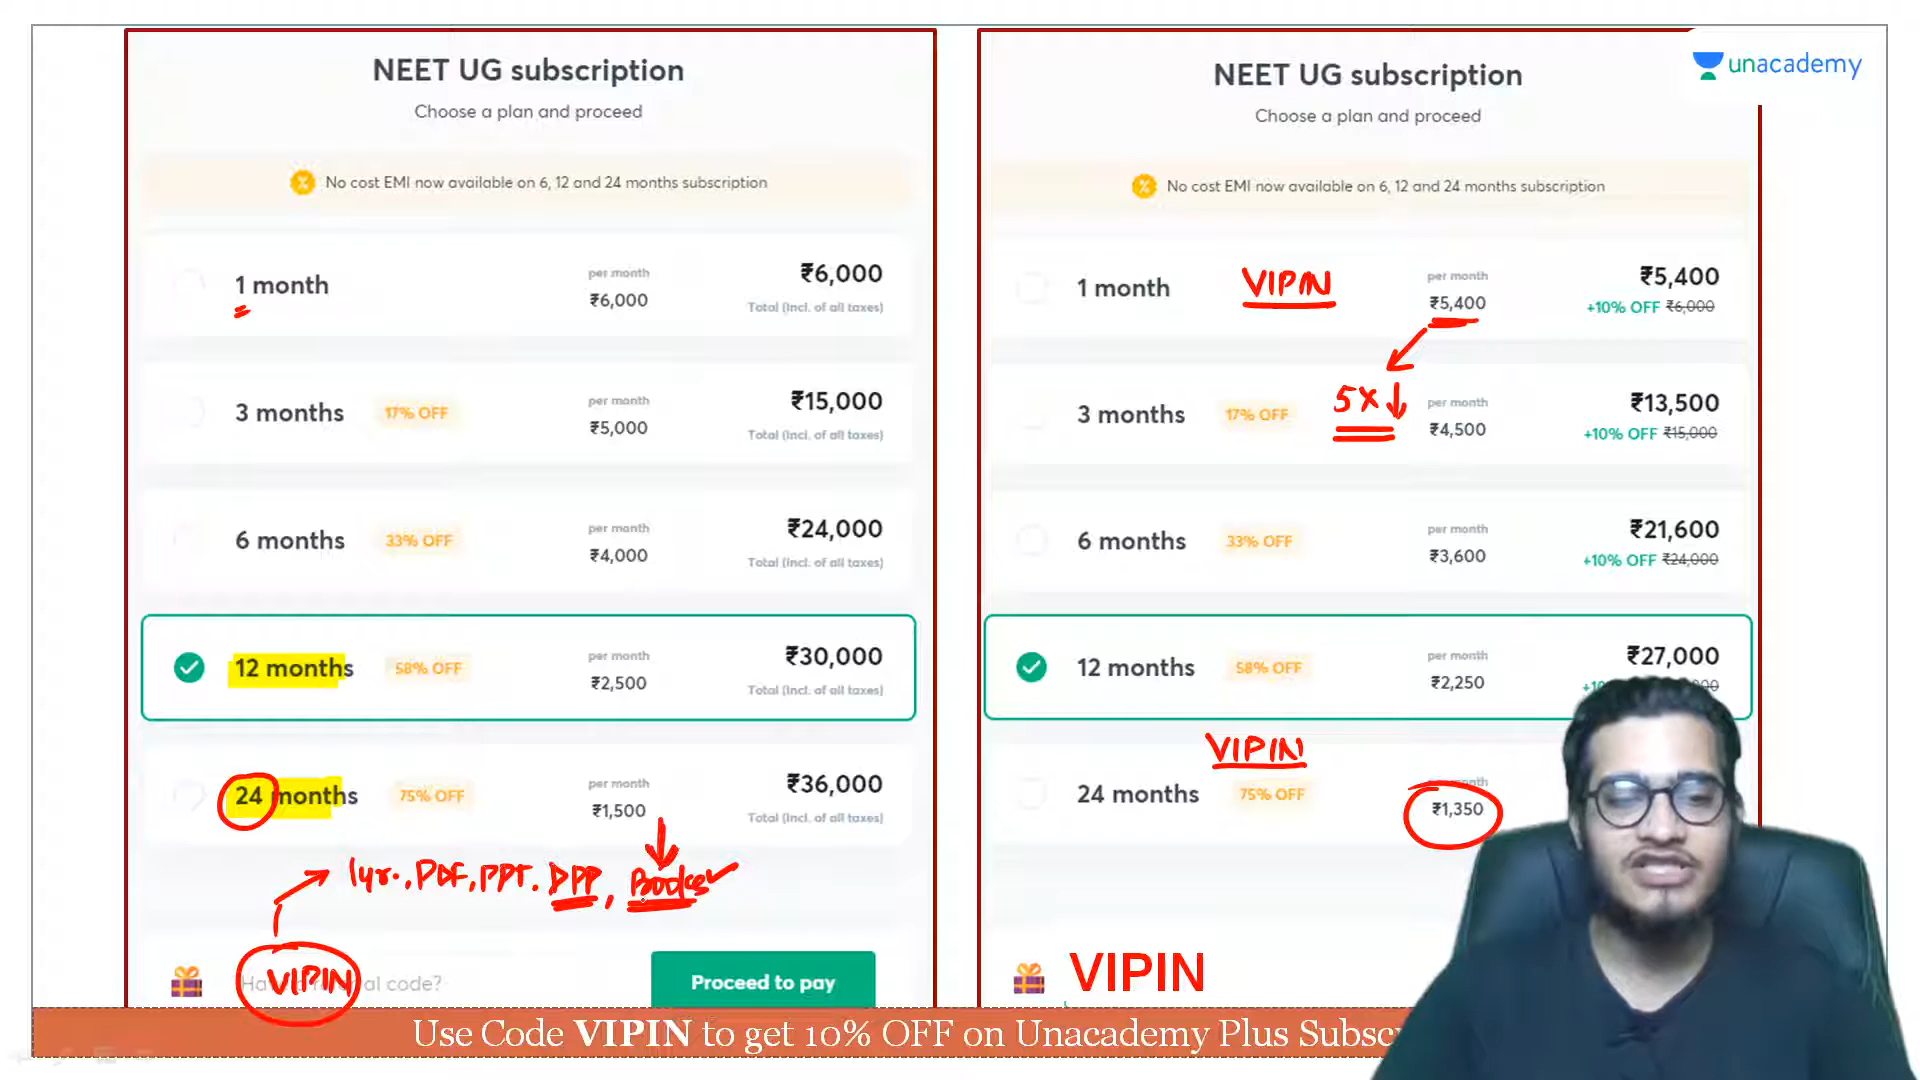 NEET UG subscription
Choose a plan and proceed
No cost EMI now available on 6, 12 and 24 months subscription
1 month
per month
₹6,000
₹6,000
Total (Incl. of all taxes)
3 months
17% OFF
per month
₹5,000
₹15,000
Total (Incl. of all taxes)
6 months
33% OFF
per month
₹4,000
₹24,000
Total (Incl. of all taxes)
12 months
58% OFF
per month
₹2,500
₹30,000
Total (Incl. of all taxes)
24 months
75% OFF
per month
₹1,500
₹36,000
Total (Incl. of all taxes)
1yr., PDF, PPT. DPP, Books
VIPIN
code?
Proceed to pay
unacademy
NEET UG subscription
Choose a plan and proceed
No cost EMI now available on 6, 12 and 24 months subscription
1 month
VIPIN
per month
₹5,400
₹5,400
+10% OFF ₹6,000
3 months
17% OFF
5X
per month
₹4,500
₹13,500
+10% OFF ₹15,000
6 months
33% OFF
per month
₹3,600
₹21,600
+10% OFF ₹24,000
12 months
58% OFF
per month
₹2,250
₹27,000
VIPIN
24 months
75% OFF
₹1,350
VIPIN
Use Code VIPIN to get 10% OFF on Unacademy Plus